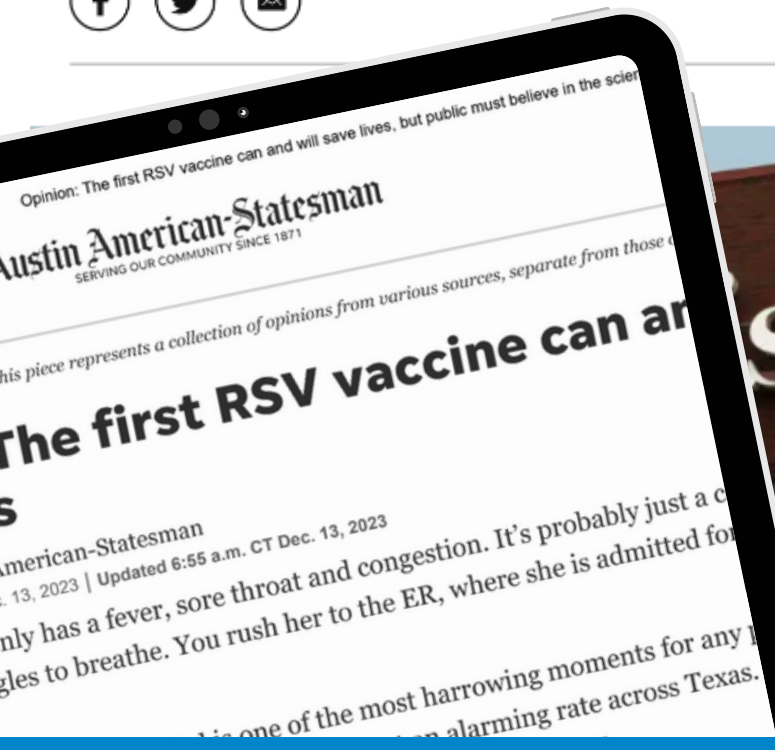 Opinion: The first RSV vaccine can and will save lives, but public must believe in the
Austin American-Statesman
SERVING OUR COMMUNITY SINCE 1871
his piece represents a collection of opinions from various sources, separate from those
The first RSV vaccine can
s
American-Statesman
. 13, 2023 | Updated 6:55 a.m. CT Dec. 13, 2023
nly has a fever, sore throat and congestion. It’s probably just a c
gles to breathe. You rush her to the ER, where she is admitted for
is one of the most harrowing moments for any
alarming rate across Texas.